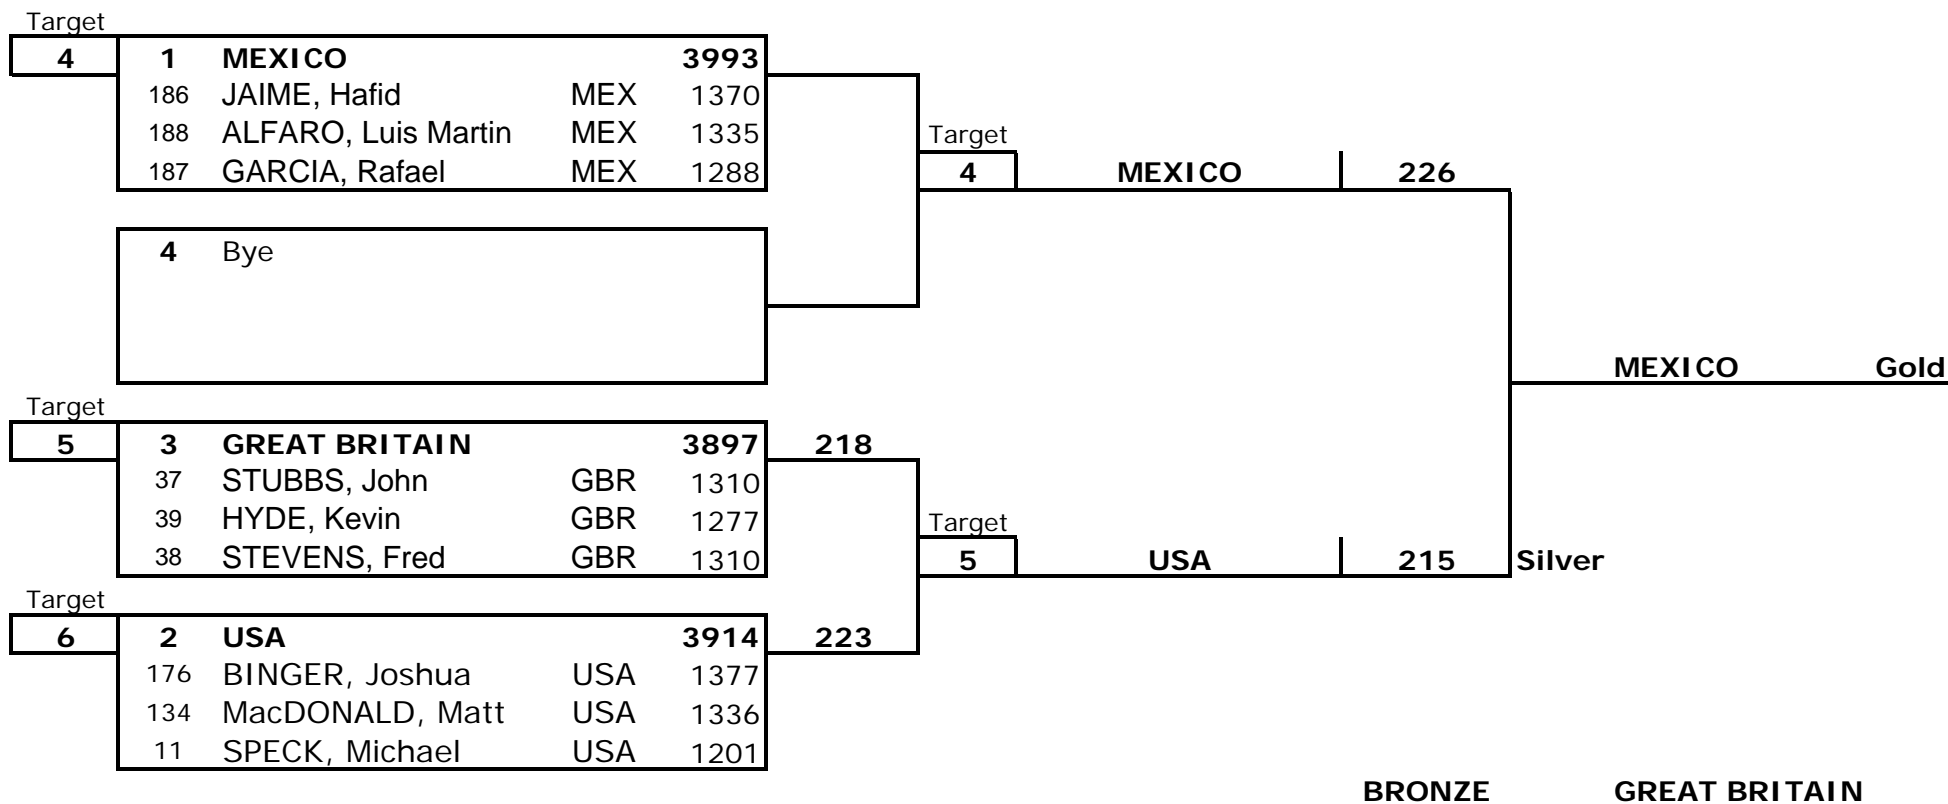 Target
4 1 MEXICO 3993
186 JAIME, Hafid MEX 1370
188 ALFARO, Luis Martin MEX 1335
187 GARCIA, Rafael MEX 1288
Target
4 MEXICO 226
4 Bye
MEXICO Gold
Target
5 3 GREAT BRITAIN 3897 218
37 STUBBS, John GBR 1310
39 HYDE, Kevin GBR 1277
38 STEVENS, Fred GBR 1310
Target
5 USA 215 Silver
Target
6 2 USA 3914 223
176 BINGER, Joshua USA 1377
134 MacDONALD, Matt USA 1336
11 SPECK, Michael USA 1201
BRONZE GREAT BRITAIN